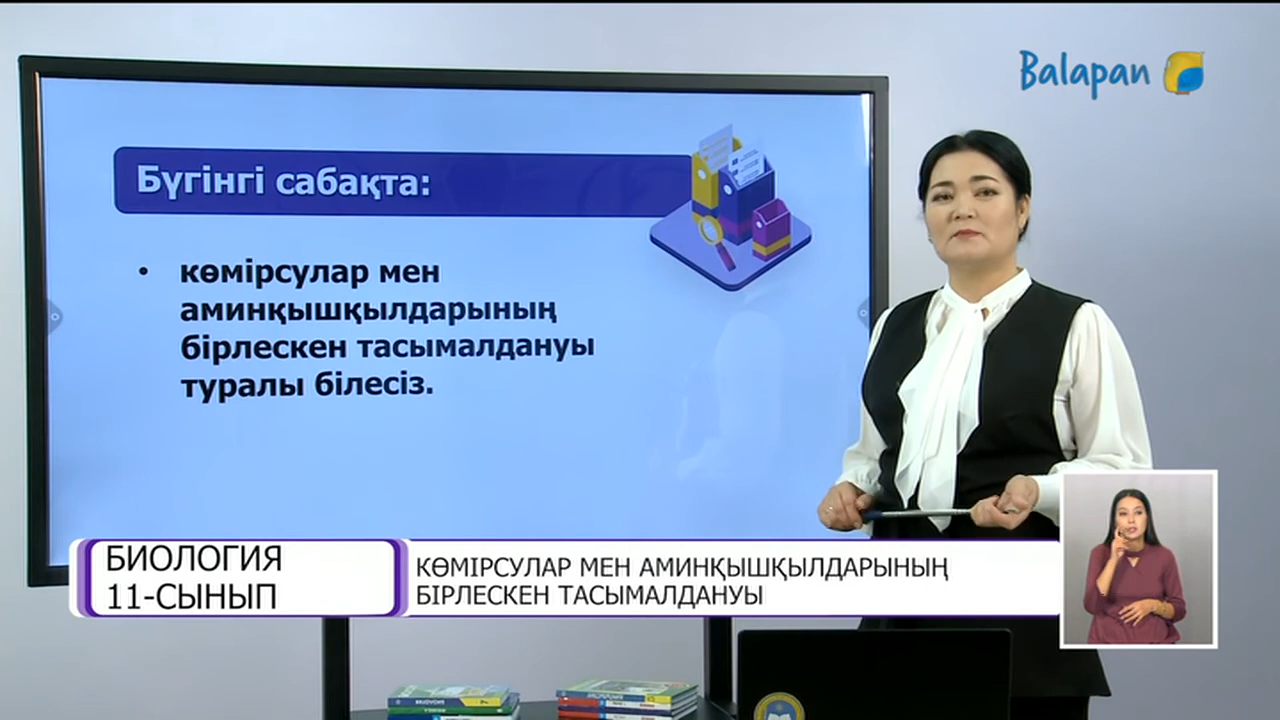 Balapan
Бүгінгі сабақта:
• көмірсулар мен
аминқышқылдарының
бірлескен тасымалдануы
туралы білесіз.
БИОЛОГИЯ
11-СЫНЫП
КӨМІРСУЛАР МЕН АМИНҚЫШҚЫЛДАРЫНЫҢ
БІРЛЕСКЕН ТАСЫМАЛДАНУЫ